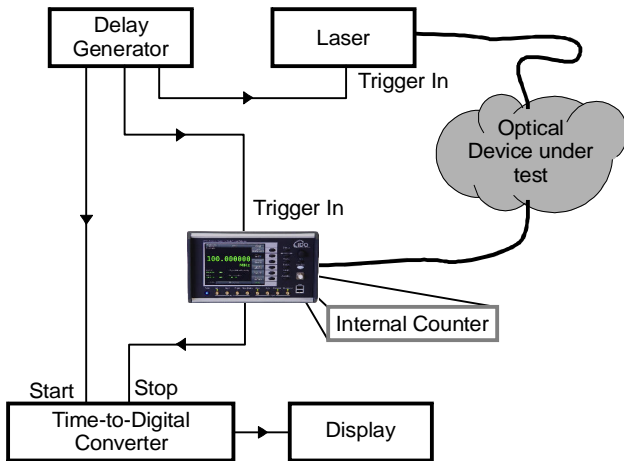 Delay
Generator
Laser
Trigger In
Optical
Device under
test
Trigger In
IDQ
100.000000
Internal Counter
Start
Stop
Time-to-Digital
Converter
Display